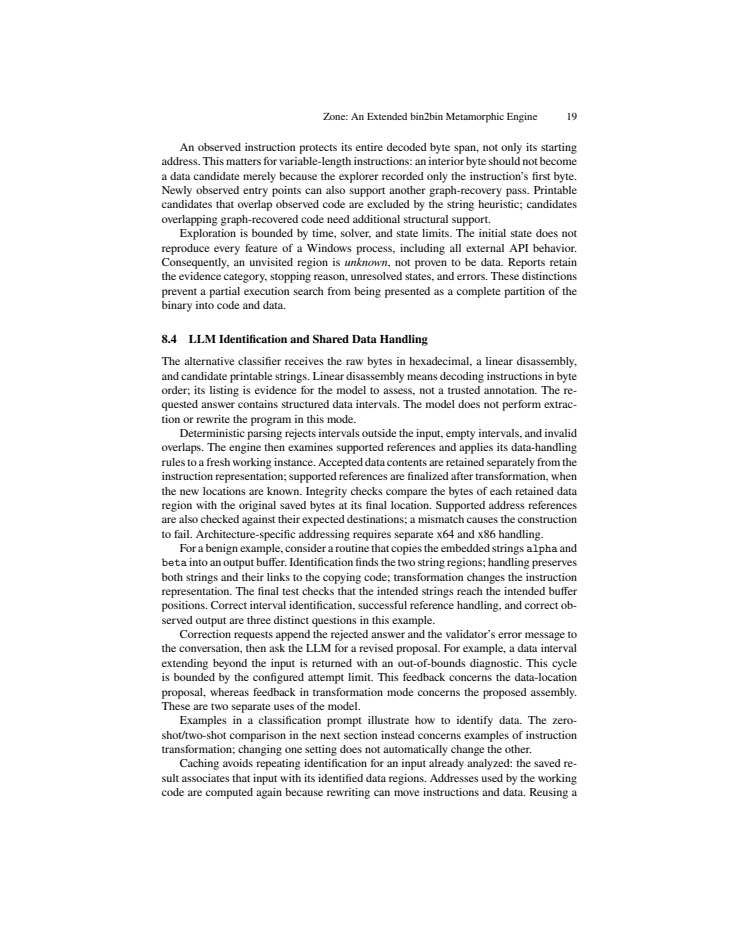 Zone: An Extended bin2bin Metamorphic Engine 19
An observed instruction protects its entire decoded byte span, not only its starting
address. This matters for variable-length instructions: an interior byte should not become
a data candidate merely because the explorer recorded only the instruction's first byte.
Newly observed entry points can also support another graph-recovery pass. Printable
candidates that overlap observed code are excluded by the string heuristic; candidates
overlapping graph-recovered code need additional structural support.
Exploration is bounded by time, solver, and state limits. The initial state does not
reproduce every feature of a Windows process, including all external API behavior.
Consequently, an unvisited region is unknown, not proven to be data. Reports retain
the evidence category, stopping reason, unresolved states, and errors. These distinctions
prevent a partial execution search from being presented as a complete partition of the
binary into code and data.
8.4 LLM Identification and Shared Data Handling
The alternative classifier receives the raw bytes in hexadecimal, a linear disassembly,
and candidate printable strings. Linear disassembly means decoding instructions in byte
order; its listing is evidence for the model to assess, not a trusted annotation. The re-
quested answer contains structured data intervals. The model does not perform extrac-
tion or rewrite the program in this mode.
Deterministic parsing rejects intervals outside the input, empty intervals, and invalid
overlaps. The engine then examines supported references and applies its data-handling
rules to a fresh working instance. Accepted data contents are retained separately from the
instruction representation; supported references are finalized after transformation, when
the new locations are known. Integrity checks compare the bytes of each retained data
region with the original saved bytes at its final location. Supported address references
are also checked against their expected destinations; a mismatch causes the construction
to fail. Architecture-specific addressing requires separate x64 and x86 handling.
For a benign example, consider a routine that copies the embedded strings alpha and
beta into an output buffer. Identification finds the two string regions; handling preserves
both strings and their links to the copying code; transformation changes the instruction
representation. The final test checks that the intended strings reach the intended buffer
positions. Correct interval identification, successful reference handling, and correct ob-
served output are three distinct questions in this example.
Correction requests append the rejected answer and the validator's error message to
the conversation, then ask the LLM for a revised proposal. For example, a data interval
extending beyond the input is returned with an out-of-bounds diagnostic. This cycle
is bounded by the configured attempt limit. This feedback concerns the data-location
proposal, whereas feedback in transformation mode concerns the proposed assembly.
These are two separate uses of the model.
Examples in a classification prompt illustrate how to identify data. The zero-
shot/two-shot comparison in the next section instead concerns examples of instruction
transformation; changing one setting does not automatically change the other.
Caching avoids repeating identification for an input already analyzed: the saved re-
sult associates that input with its identified data regions. Addresses used by the working
code are computed again because rewriting can move instructions and data. Reusing a